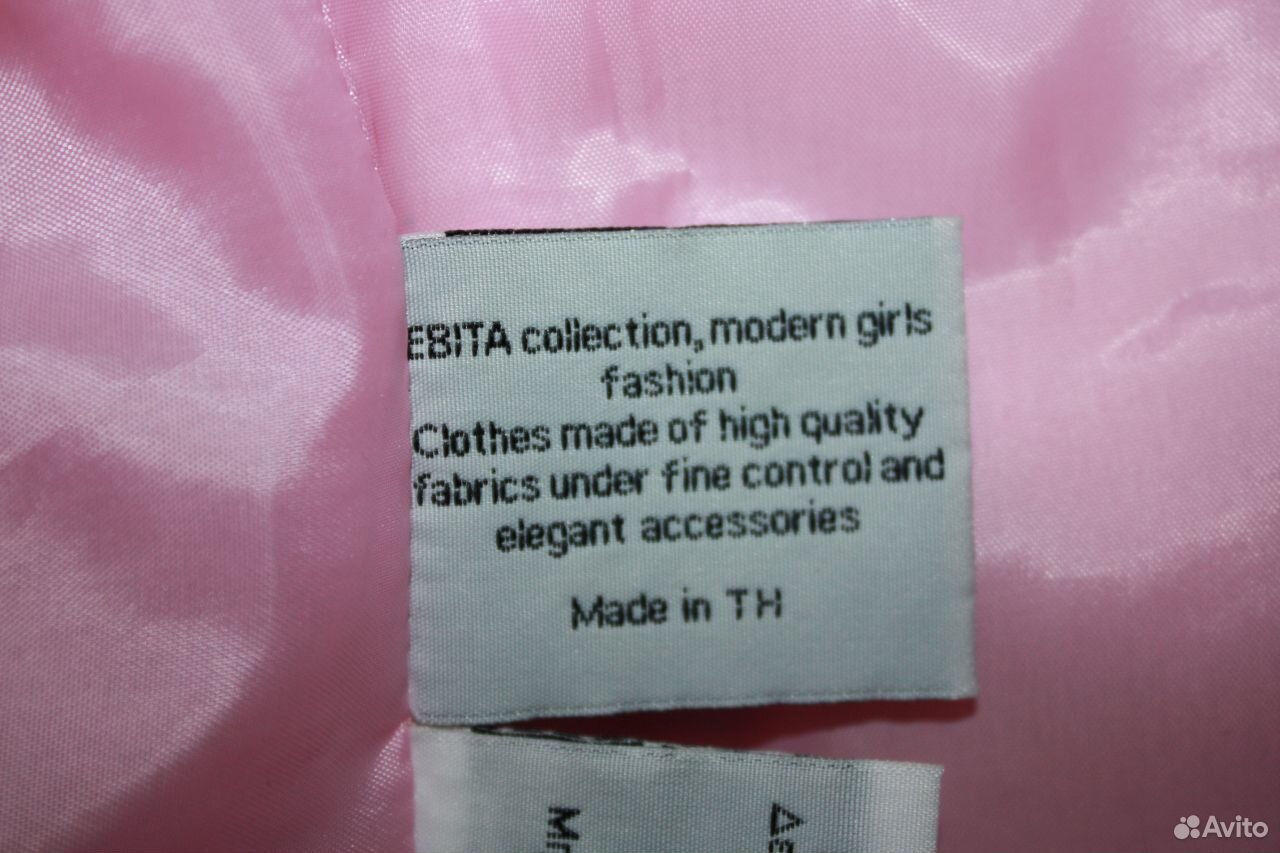 EBITA collection, modern girls
fashion
Clothes made of high quality
fabrics under fine control and
elegant accessories
Made in TH
Avito